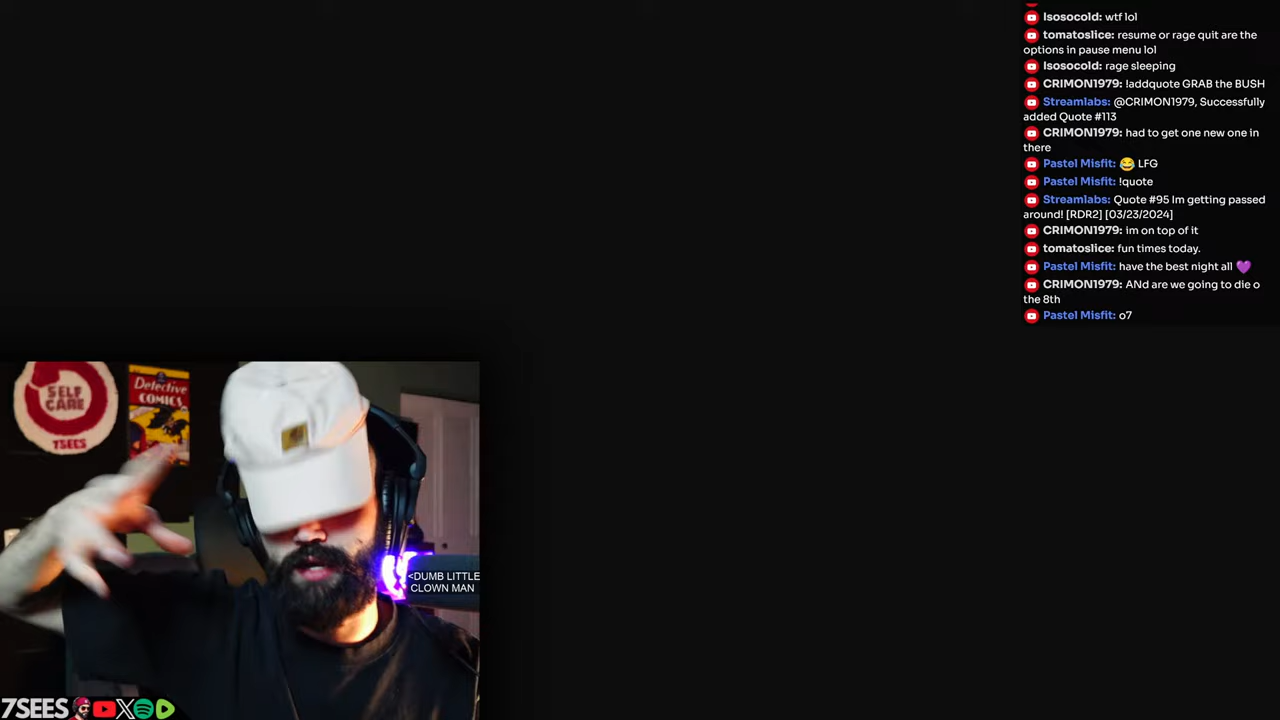 Isosocold: wtf lol
tomatoslice: resume or rage quit are the
options in pause menu lol
Isosocold: rage sleeping
CRIMON1979: !addquote GRAB the BUSH
Streamlabs: @CRIMON1979, Successfully
added Quote #113
CRIMON1979: had to get one new one in
there
Pastel Misfit: 😂 LFG
Pastel Misfit: !quote
Streamlabs: Quote #95 Im getting passed
around! [RDR2] [03/23/2024]
CRIMON1979: im on top of it
tomatoslice: fun times today.
Pastel Misfit: have the best night all 💜
CRIMON1979: ANd are we going to die o
the 8th
Pastel Misfit: o7
SELF
CARE
7SEES
Detective
COMICS
<DUMB LITTLE
CLOWN MAN
7SEES